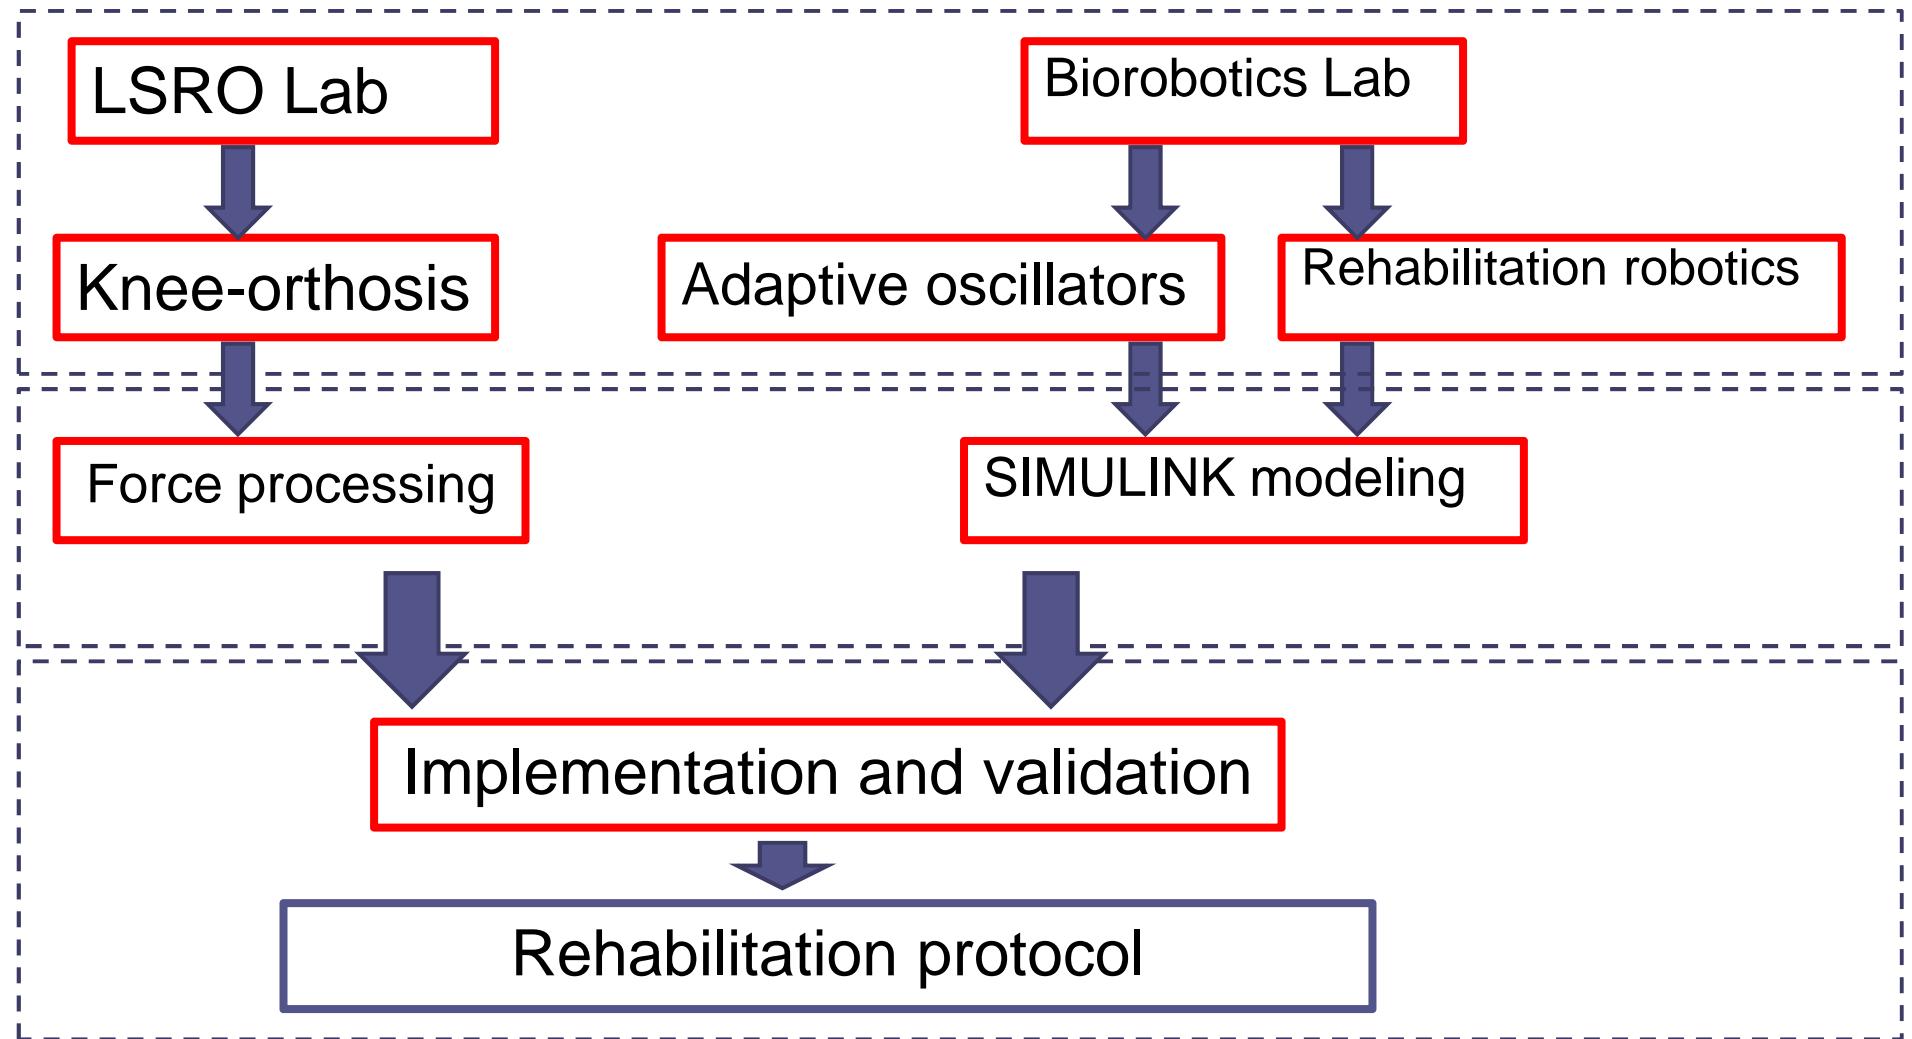 LSRO Lab
Biorobotics Lab
Knee-orthosis
Adaptive oscillators
Rehabilitation robotics
Force processing
SIMULINK modeling
Implementation and validation
Rehabilitation protocol